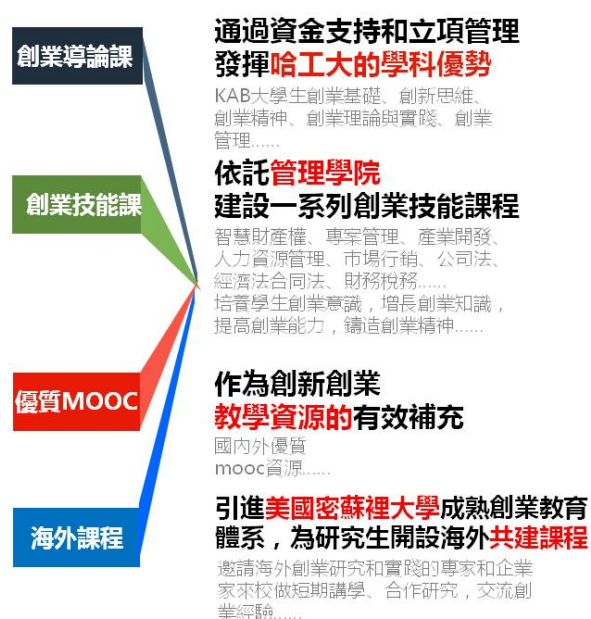 創業導論課
通過資金支持和立項管理
發揮哈工大的學科優勢
KAB大學生創業基礎、創新思維、
創業精神、創業理論與實踐、創業
管理……
創業技能課
依託管理學院
建設一系列創業技能課程
智慧財產權、專案管理、產業開發、
人力資源管理、市場行銷、公司法、
經濟法合同法、財務稅務……
培養學生創業意識，增長創業知識，
提高創業能力，鑄造創業精神……
優質MOOC
作為創新創業
教學資源的有效補充
國內外優質
mooc資源……
海外課程
引進美國密蘇裡大學成熟創業教育
體系，為研究生開設海外共建課程
邀請海外創業研究和實踐的專家和企業
家來校做短期講學、合作研究，交流創
業經驗……